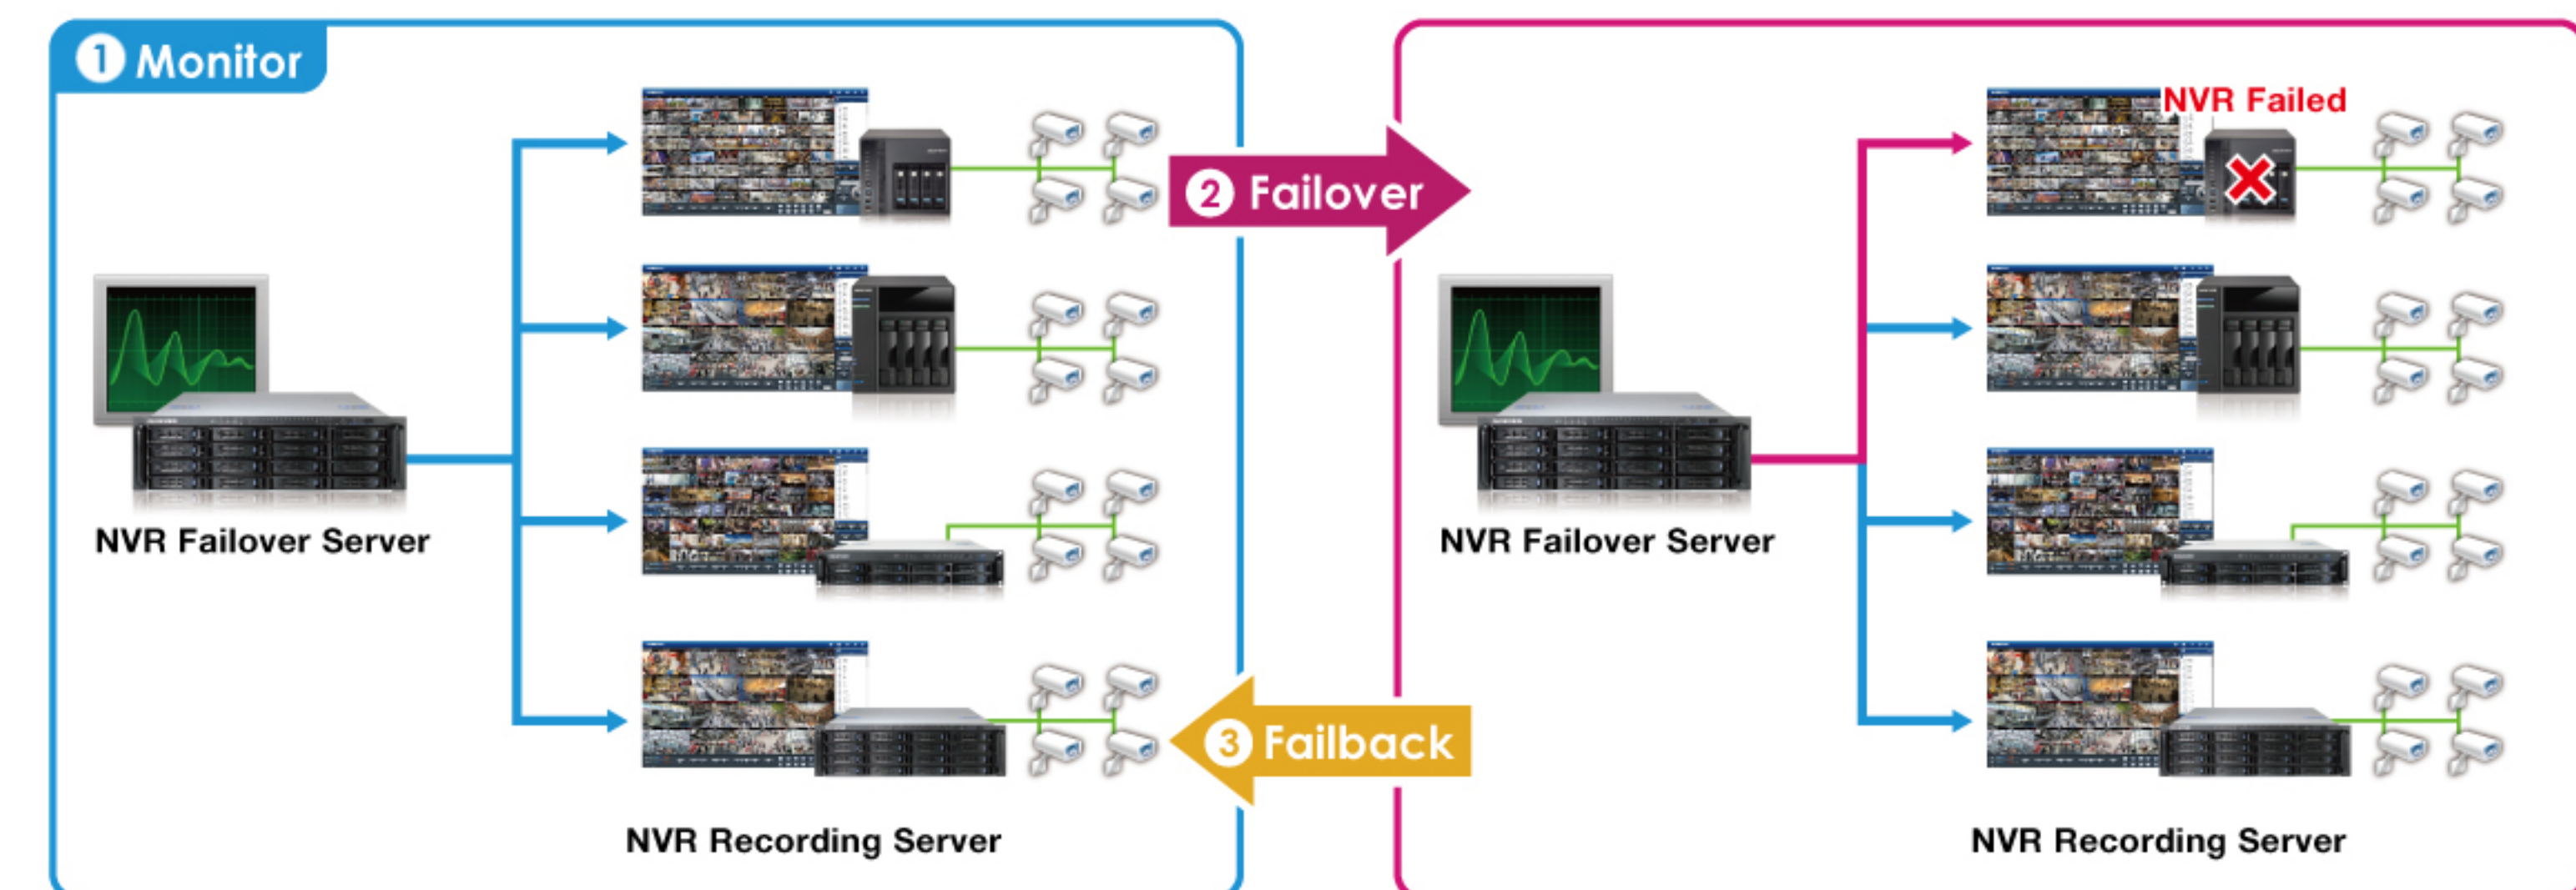 1 Monitor
NVR Failover Server
NVR Recording Server
2 Failover
3 Failback
NVR Failed
NVR Failover Server
NVR Recording Server